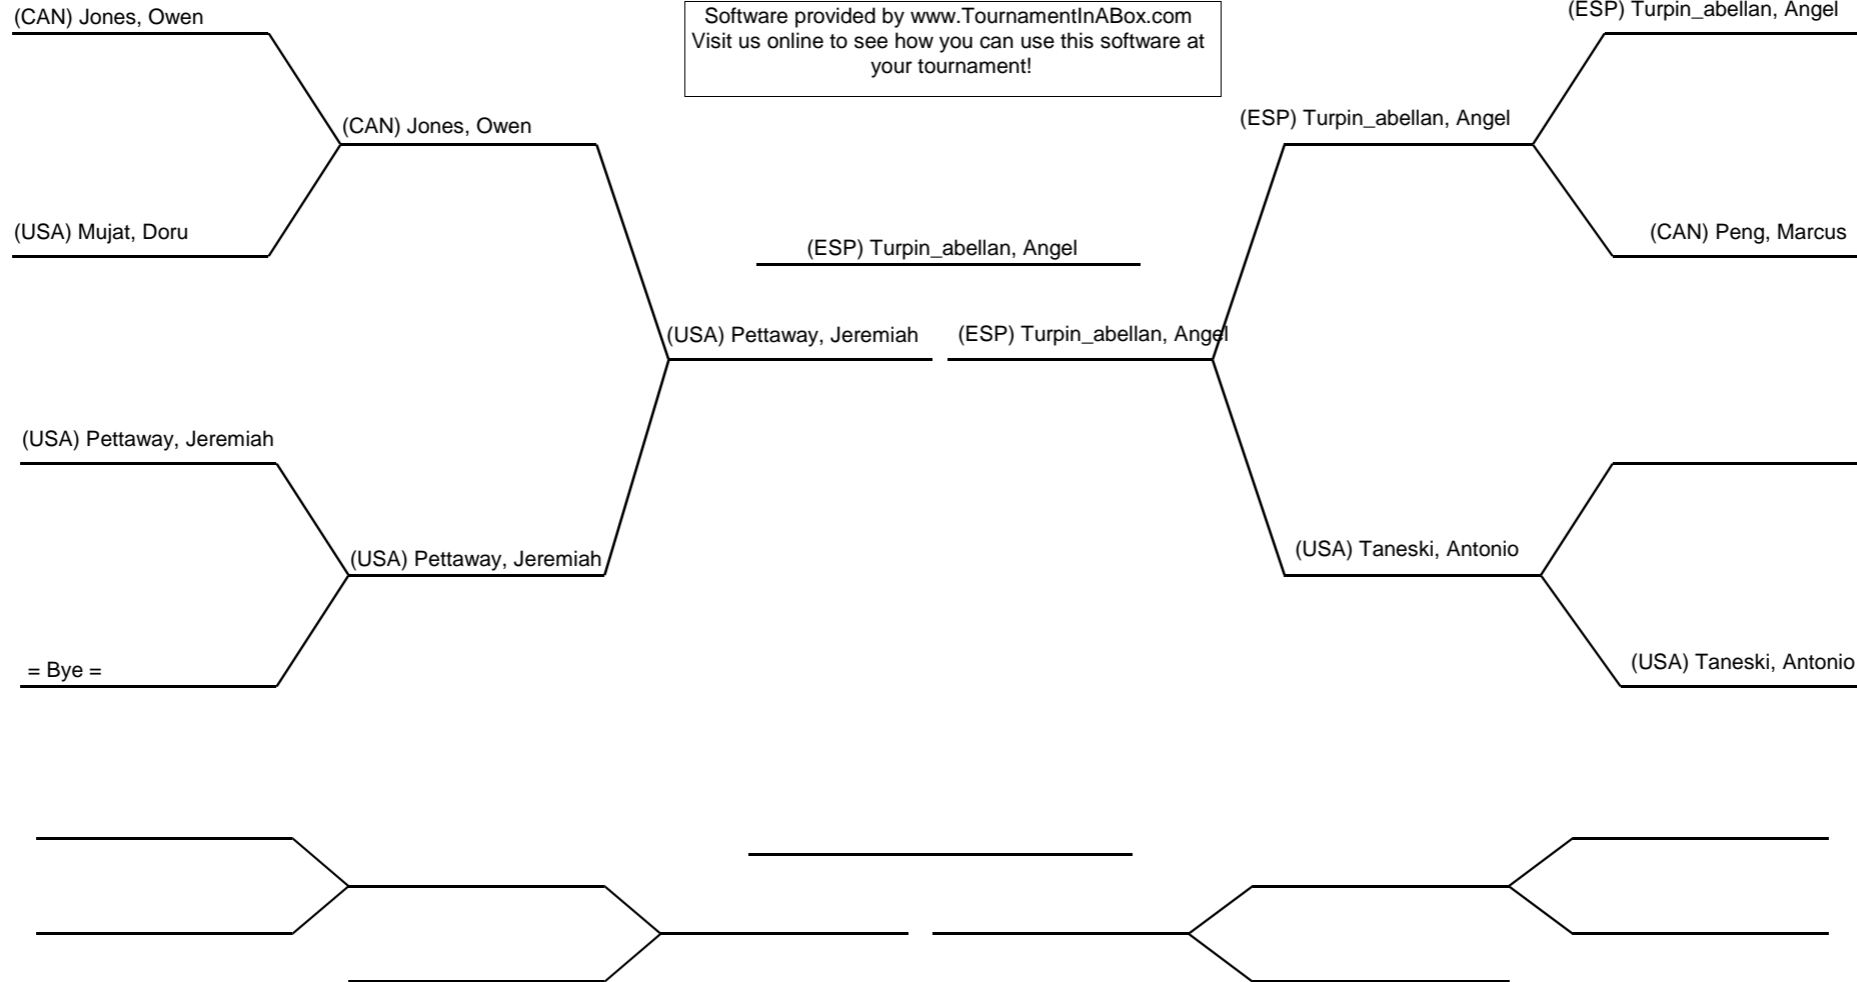 (CAN) Jones, Owen
Software provided by www.TournamentInABox.com
Visit us online to see how you can use this software at
your tournament!
(ESP) Turpin_abellan, Angel
(CAN) Jones, Owen
(ESP) Turpin_abellan, Angel
(USA) Mujat, Doru
(ESP) Turpin_abellan, Angel
(CAN) Peng, Marcus
(USA) Pettaway, Jeremiah
(ESP) Turpin_abellan, Angel
(USA) Pettaway, Jeremiah
(USA) Pettaway, Jeremiah
(USA) Taneski, Antonio
= Bye =
(USA) Taneski, Antonio